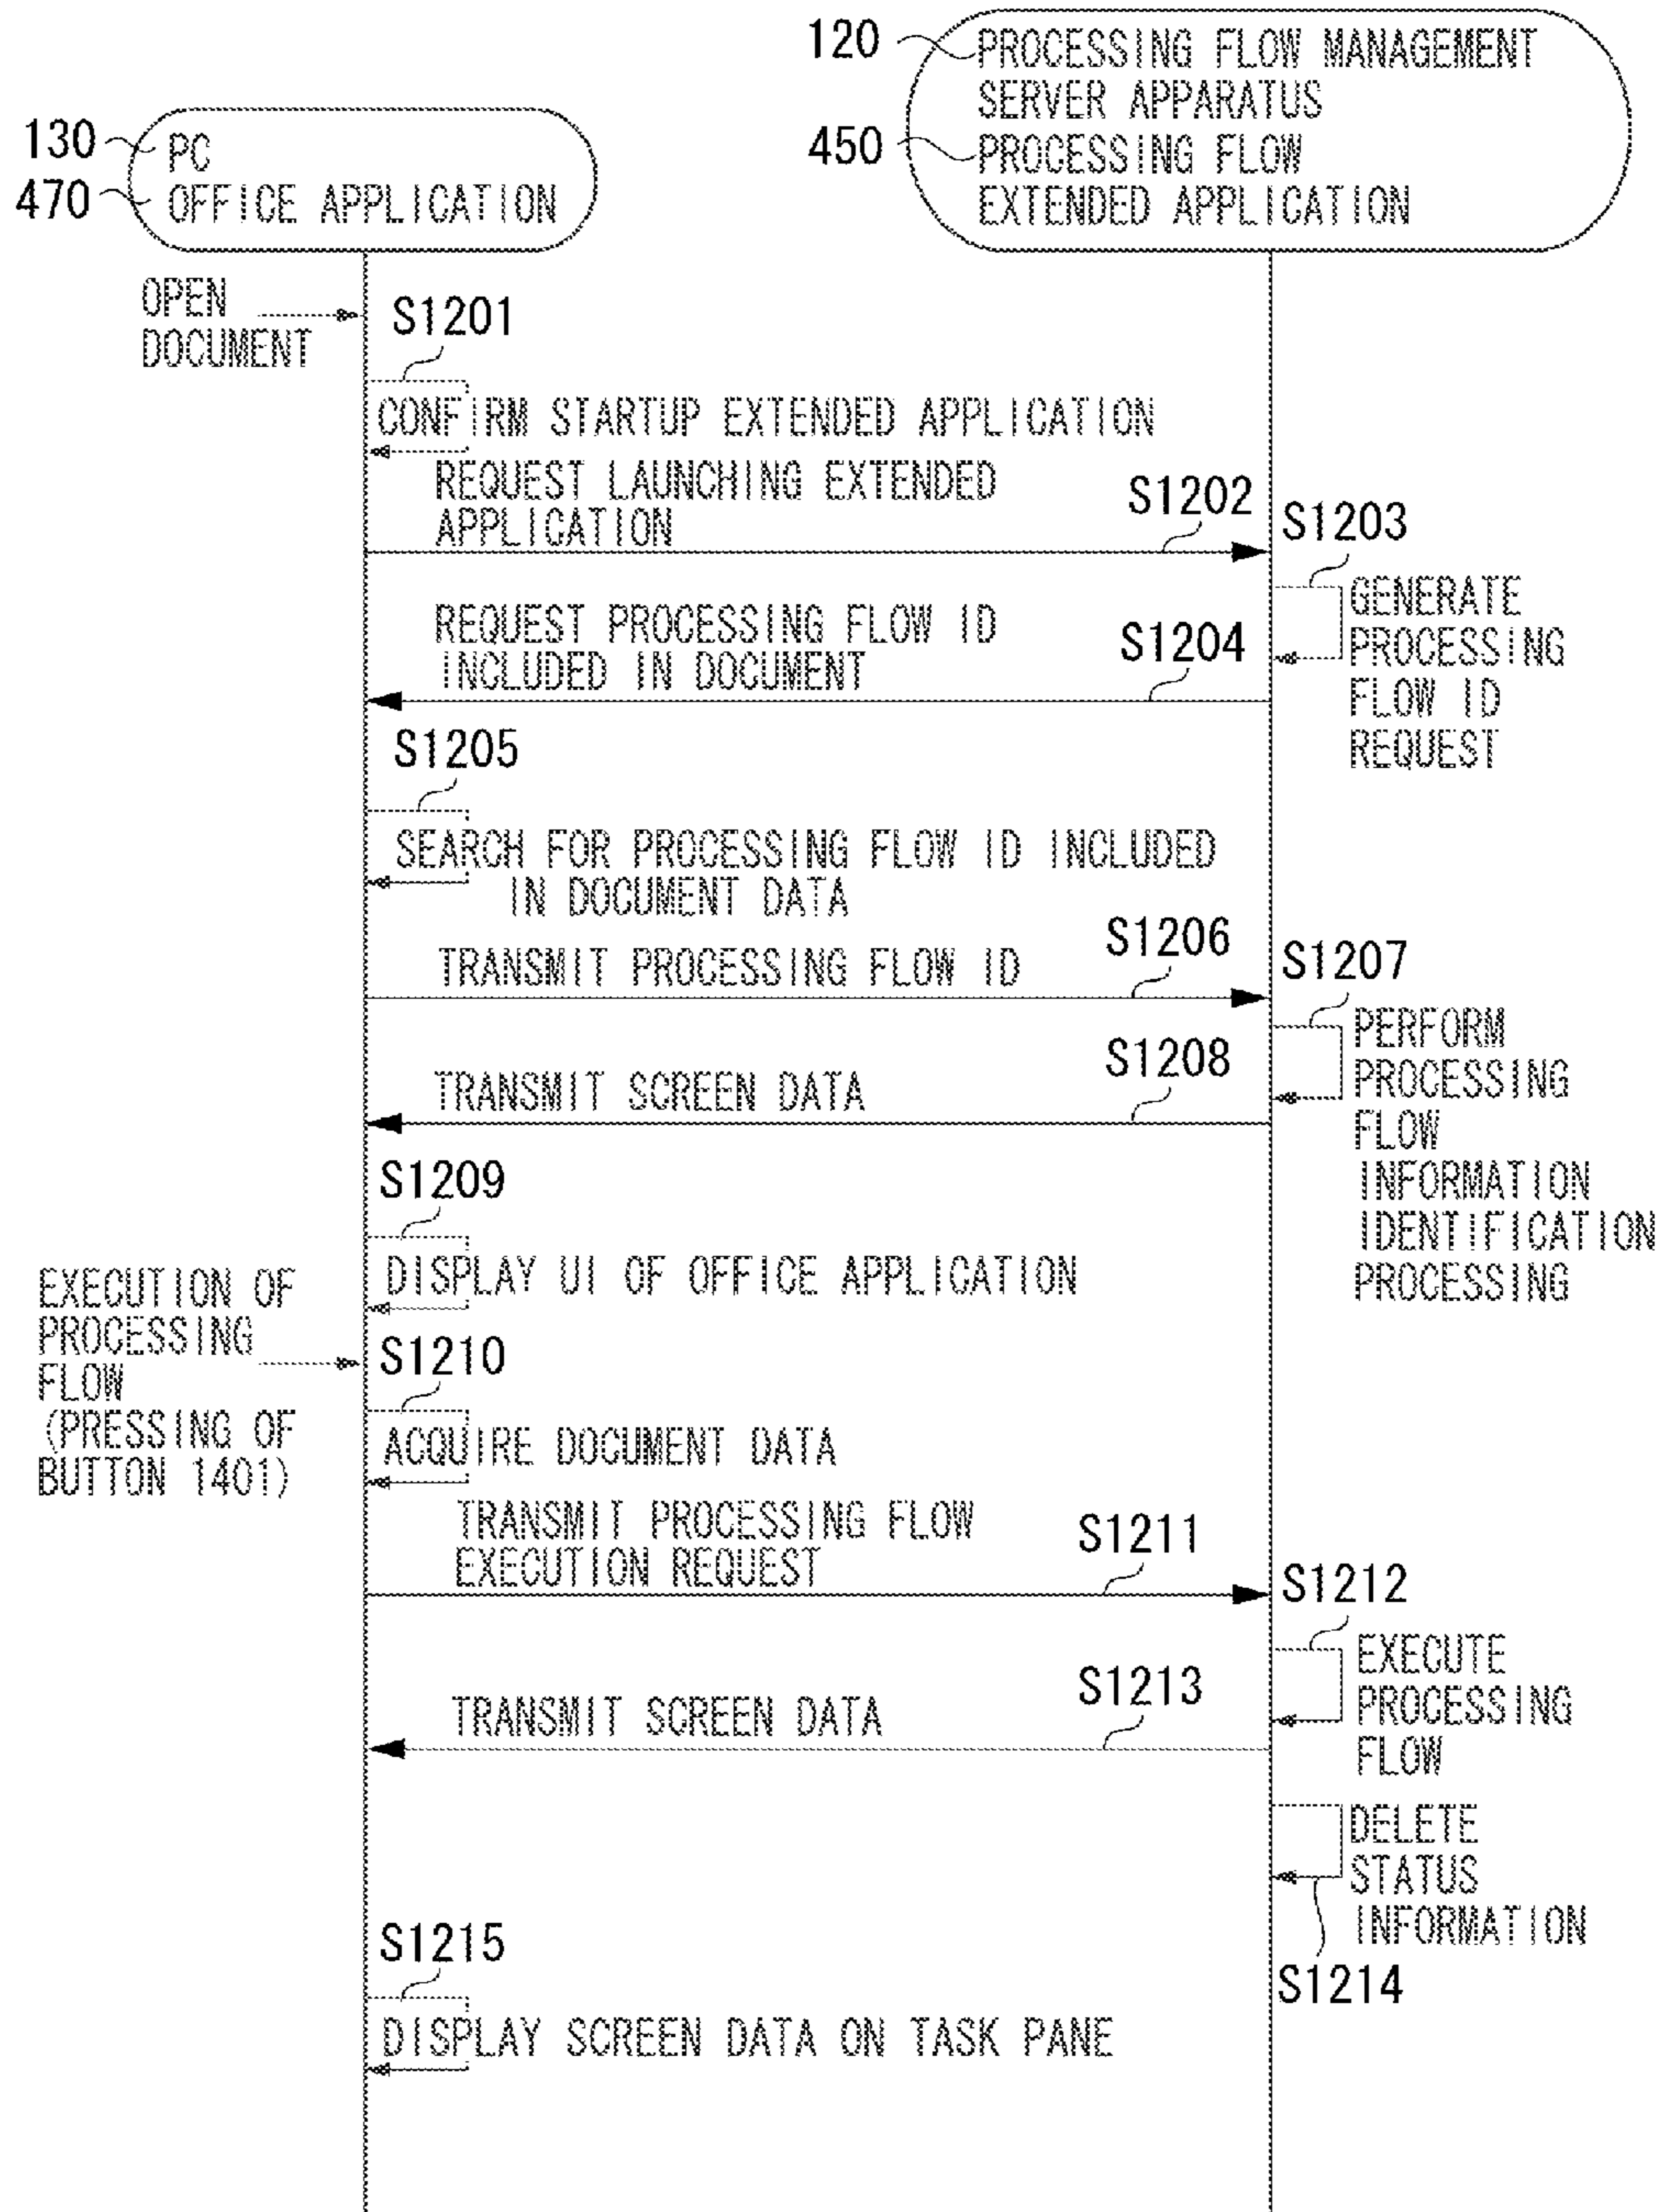 120
PROCESSING FLOW MANAGEMENT
SERVER APPARATUS
450
PROCESSING FLOW
EXTENDED APPLICATION
130
PC
470
OFFICE APPLICATION
OPEN
DOCUMENT
S1201
CONFIRM STARTUP EXTENDED APPLICATION
REQUEST LAUNCHING EXTENDED
APPLICATION
S1202
S1203
GENERATE
PROCESSING
FLOW ID
REQUEST
REQUEST PROCESSING FLOW ID
INCLUDED IN DOCUMENT
S1204
S1205
SEARCH FOR PROCESSING FLOW ID INCLUDED
IN DOCUMENT DATA
TRANSMIT PROCESSING FLOW ID
S1206
S1207
PERFORM
PROCESSING
FLOW
INFORMATION
IDENTIFICATION
PROCESSING
TRANSMIT SCREEN DATA
S1208
S1209
DISPLAY UI OF OFFICE APPLICATION
EXECUTION OF
PROCESSING
FLOW
(PRESSING OF
BUTTON 1401)
S1210
ACQUIRE DOCUMENT DATA
TRANSMIT PROCESSING FLOW
EXECUTION REQUEST
S1211
S1212
EXECUTE
PROCESSING
FLOW
TRANSMIT SCREEN DATA
S1213
DELETE
STATUS
INFORMATION
S1214
S1215
DISPLAY SCREEN DATA ON TASK PANE